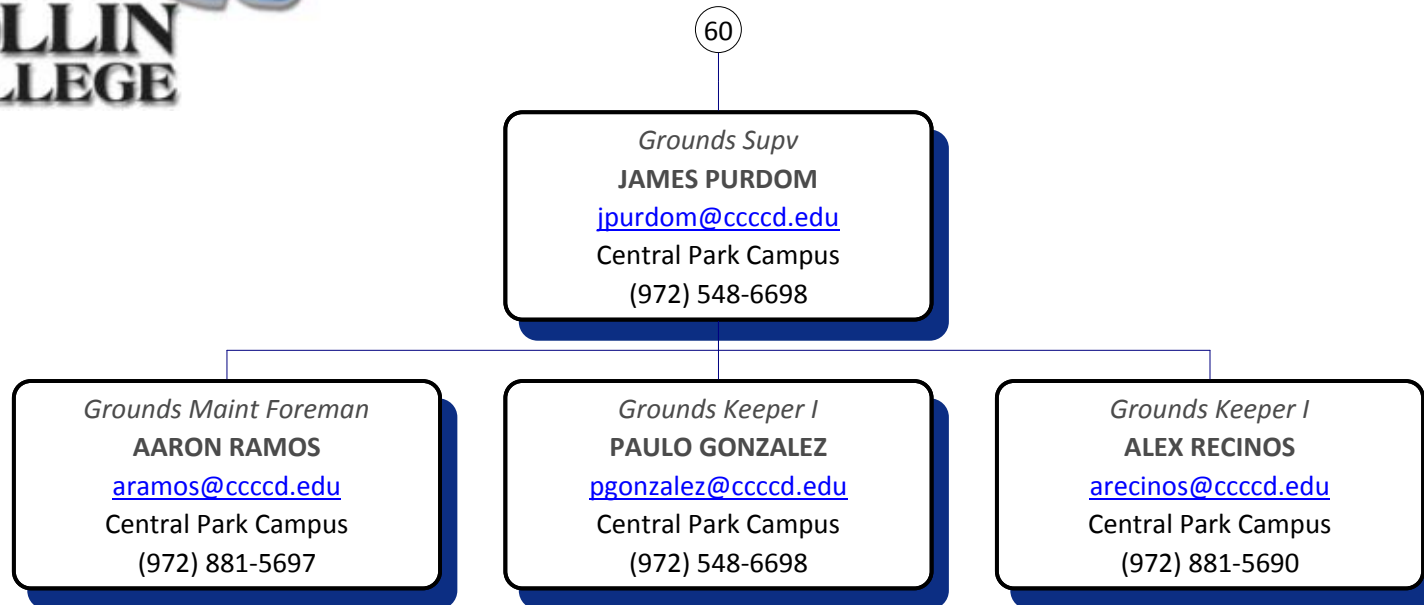 OLLIN
LLEGE
60
Grounds Supv
JAMES PURDOM
jpurdom@ccccd.edu
Central Park Campus
(972) 548-6698
Grounds Maint Foreman
AARON RAMOS
aramos@ccccd.edu
Central Park Campus
(972) 881-5697
Grounds Keeper I
PAULO GONZALEZ
pgonzalez@ccccd.edu
Central Park Campus
(972) 548-6698
Grounds Keeper I
ALEX RECINOS
arecinos@ccccd.edu
Central Park Campus
(972) 881-5690